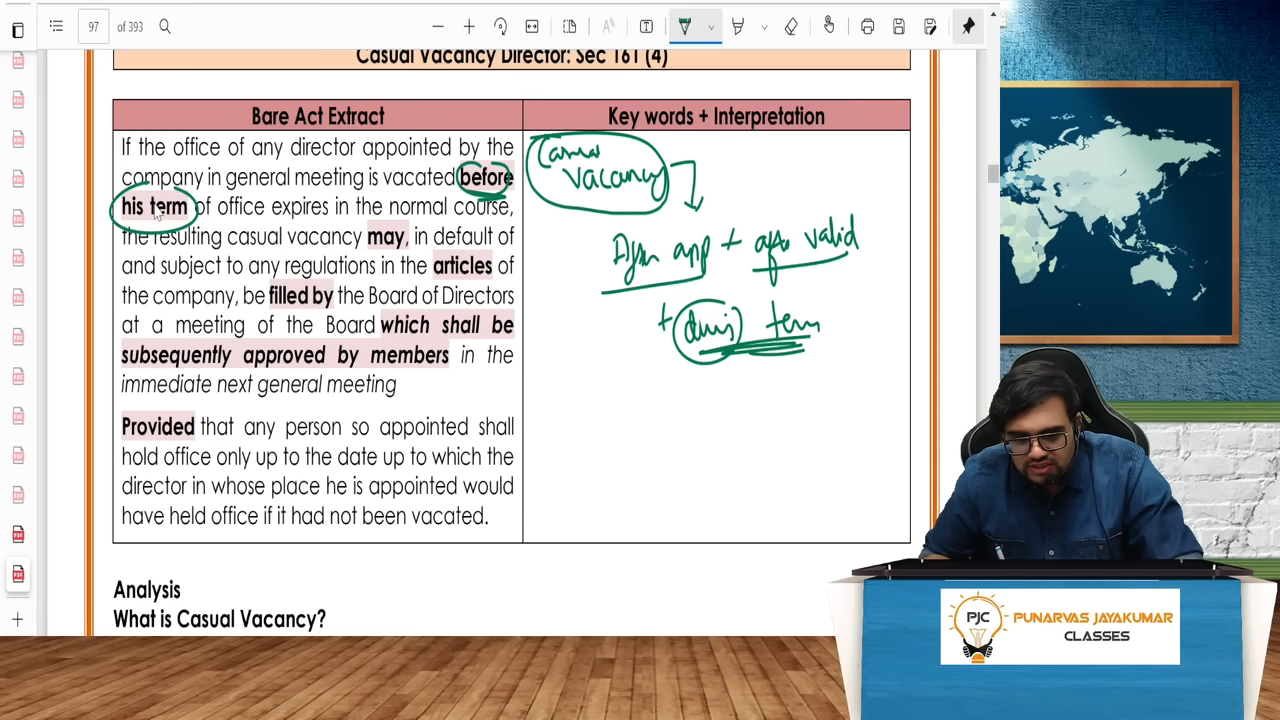 97 of 393
Casual Vacancy Director: Sec 161 (4)
Bare Act Extract
Key words + Interpretation
If the office of any director appointed by the
company in general meeting is vacated before
his term of office expires in the normal course,
the resulting casual vacancy may, in default of
and subject to any regulations in the articles of
the company, be filled by the Board of Directors
at a meeting of the Board which shall be
subsequently approved by members in the
immediate next general meeting
Provided that any person so appointed shall
hold office only up to the date up to which the
director in whose place he is appointed would
have held office if it had not been vacated.
Casual
vacancy
app + valid
+ term
Analysis
What is Casual Vacancy?
PJC
PUNARVAS JAYAKUMAR
CLASSES